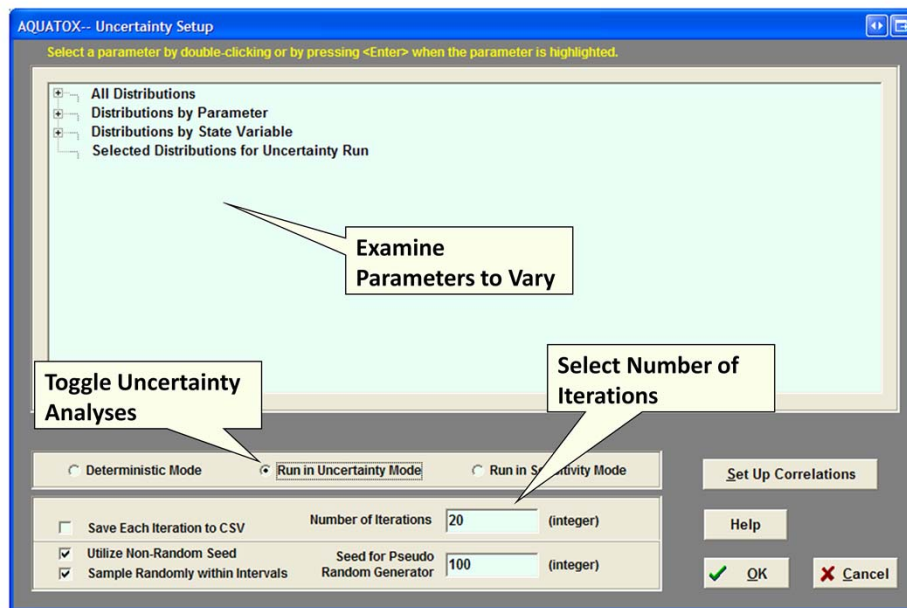 AQUATOX-- Uncertainty Setup
Select a parameter by double-clicking or by pressing <Enter> when the parameter is highlighted.
All Distributions
Distributions by Parameter
Distributions by State Variable
Selected Distributions for Uncertainty Run
Examine
Parameters to Vary
Toggle Uncertainty
Analyses
Select Number of
Iterations
Deterministic Mode
Run in Uncertainty Mode
Run in Se itivity Mode
Set Up Correlations
Save Each Iteration to CSV
Number of Iterations 20 (integer)
Help
Utilize Non-Random Seed
Sample Randomly within Intervals
Seed for Pseudo
Random Generator 100 (integer)
OK
Cancel